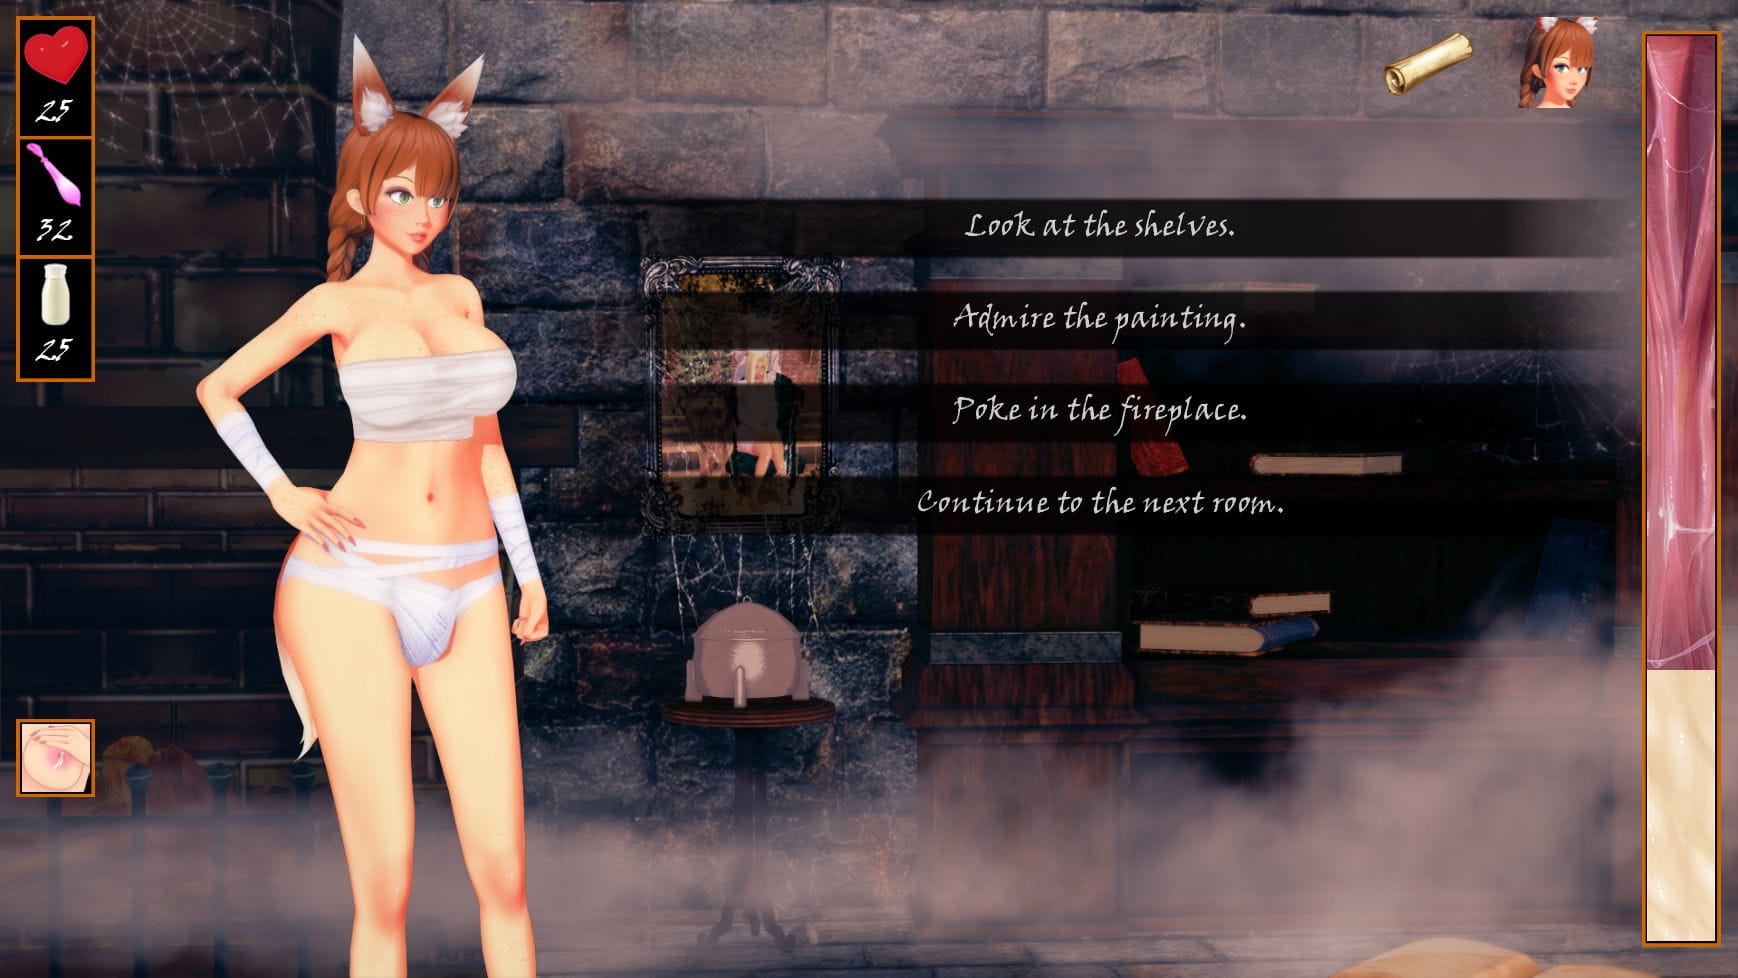 25
32
25
Look at the shelves.
Admire the painting.
Poke in the fireplace.
Continue to the next room.